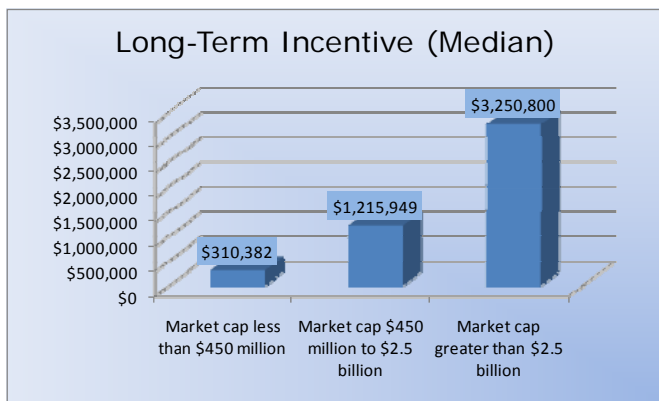 Long-Term Incentive (Median)
$3,500,000
$3,000,000
$2,500,000
$2,000,000
$1,500,000
$1,000,000
$500,000
$0
$310,382
$1,215,949
$3,250,800
Market cap less
than $450 million
Market cap $450
million to $2.5
billion
Market cap
greater than $2.5
billion